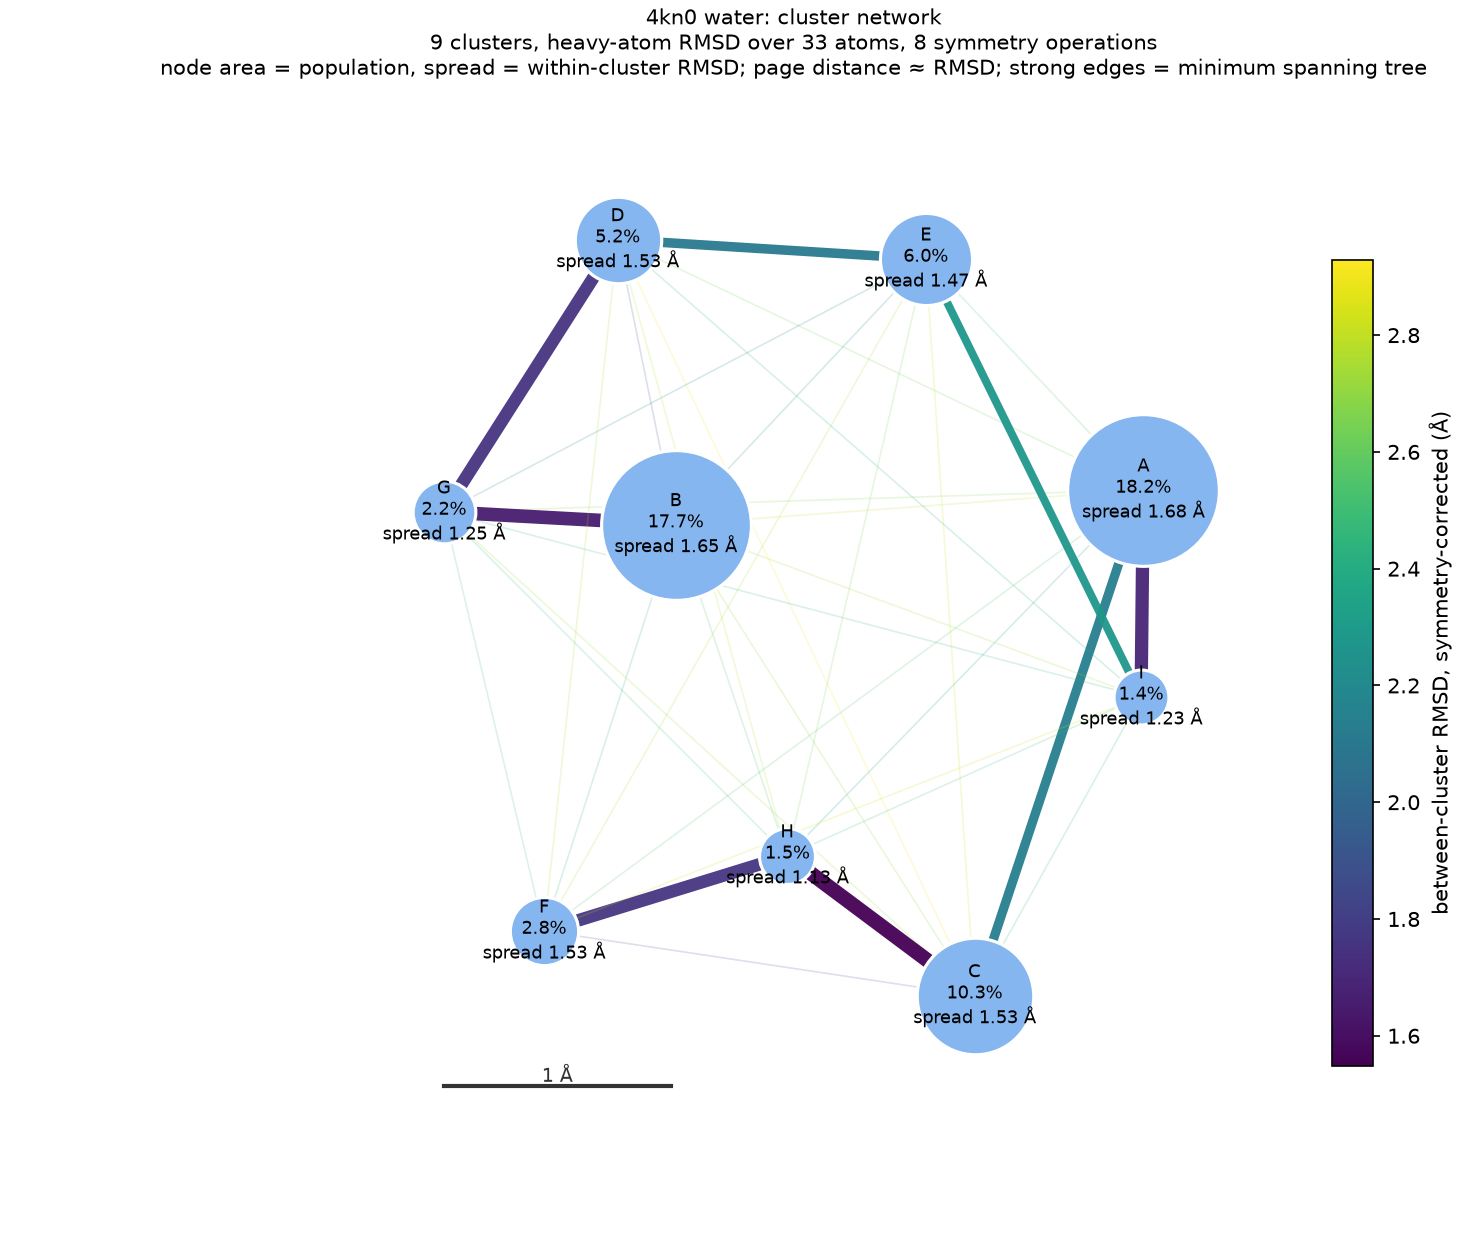 4kn0 water: cluster network
9 clusters, heavy-atom RMSD over 33 atoms, 8 symmetry operations
node area = population, spread = within-cluster RMSD; page distance ≈ RMSD; strong edges = minimum spanning tree
D
5.2%
spread 1.53 Å
E
6.0%
spread 1.47 Å
A
18.2%
spread 1.68 Å
G
2.2%
spread 1.25 Å
B
17.7%
spread 1.65 Å
I
1.4%
spread 1.23 Å
H
1.5%
spread 1.13 Å
F
2.8%
spread 1.53 Å
C
10.3%
spread 1.53 Å
1 Å
2.8
2.6
2.4
2.2
2.0
1.8
1.6
between-cluster RMSD, symmetry-corrected (Å)